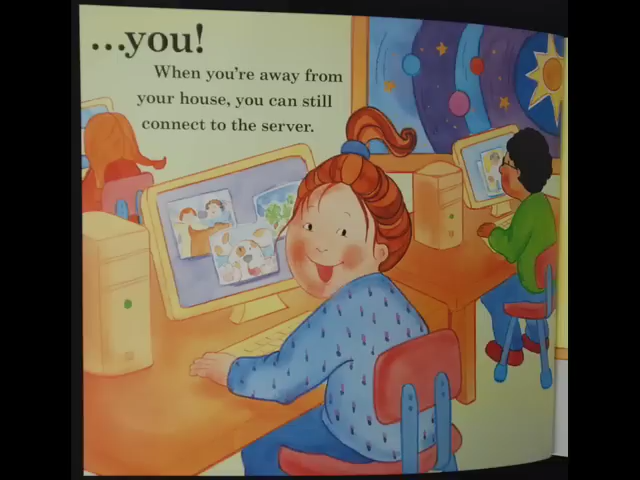 ...you!
When you're away from
your house, you can still
connect to the server.